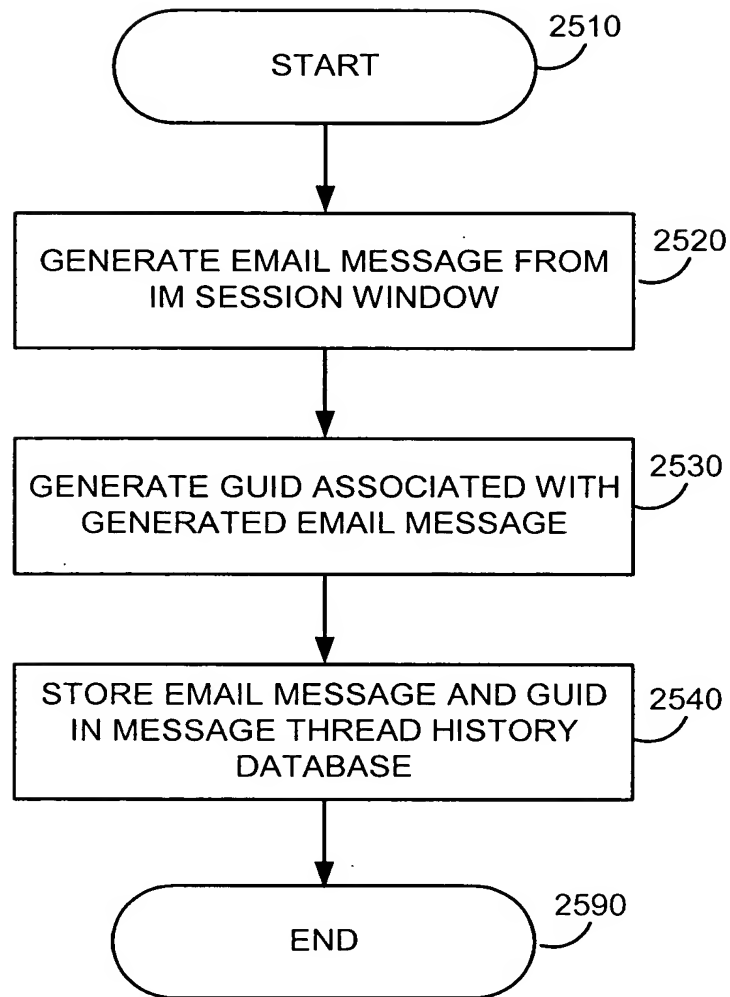 START
2510
GENERATE EMAIL MESSAGE FROM
IM SESSION WINDOW
2520
GENERATE GUID ASSOCIATED WITH
GENERATED EMAIL MESSAGE
2530
STORE EMAIL MESSAGE AND GUID
IN MESSAGE THREAD HISTORY
DATABASE
2540
END
2590